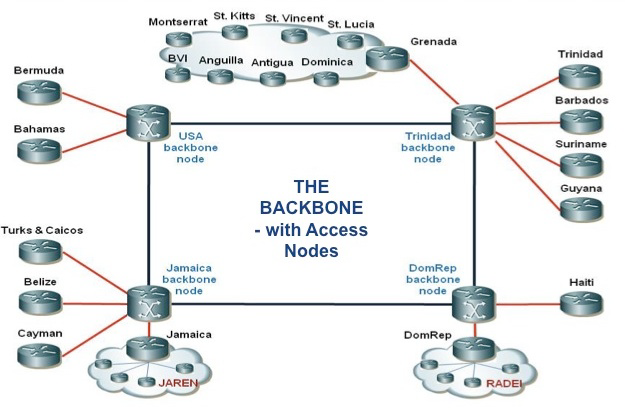 Montserrat
St. Kitts
St. Vincent
St. Lucia
Grenada
BVI
Anguilla
Antigua
Dominica
Bermuda
Bahamas
USA
backbone
node
Trinidad
backbone
node
Trinidad
Barbados
Suriname
Guyana
THE
BACKBONE
- with Access
Nodes
Turks & Caicos
Belize
Cayman
Jamaica
backbone
node
DomRep
backbone
node
Haiti
Jamaica
JAREN
DomRep
RADEI